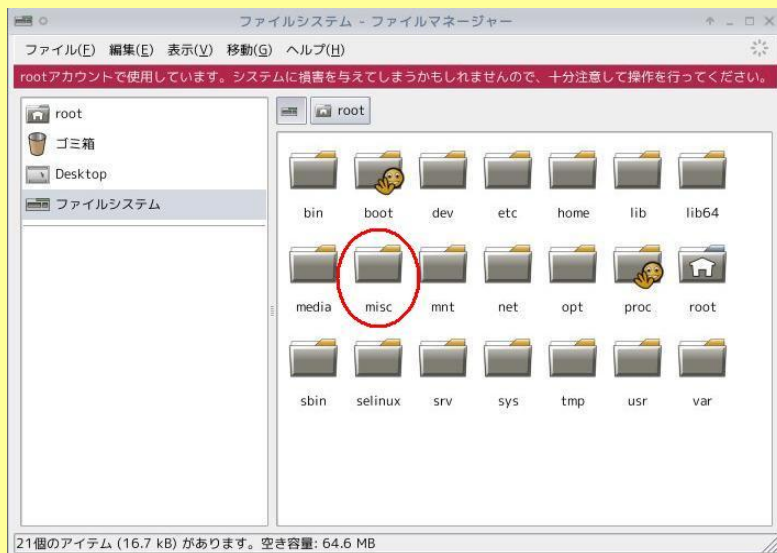 ファイルシステム - ファイルマネージャー
ファイル(F) 編集(E) 表示(V) 移動(G) ヘルプ(H)
rootアカウントで使用しています。システムに損害を与えてしまうかもしれませんので、十分注意して操作を行ってください。
root
ゴミ箱
Desktop
ファイルシステム
root
bin boot dev etc home lib lib64
media misc mnt net opt proc root
sbin selinux srv sys tmp usr var
21個のアイテム (16.7 kB) があります。空き容量: 64.6 MB